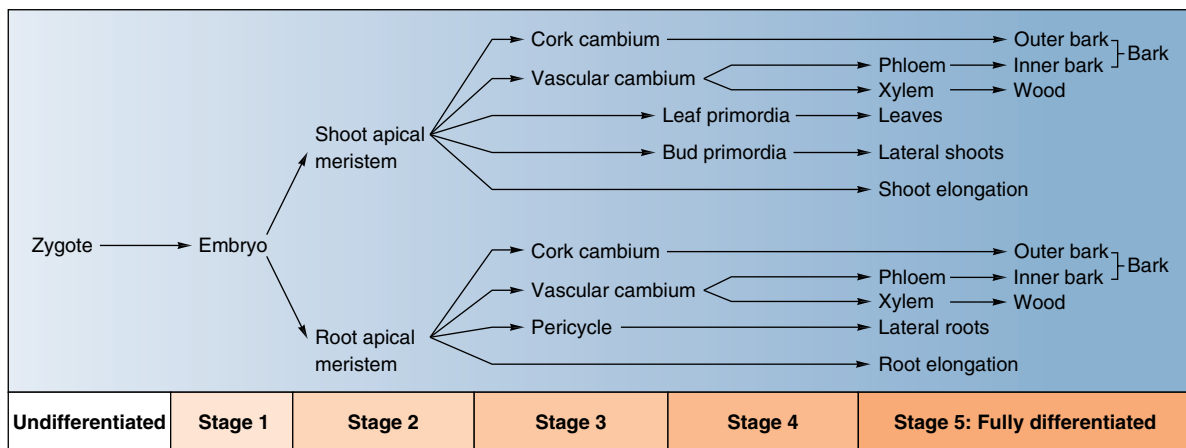 Cork cambium Outer bark
Phloem Inner bark Bark
Vascular cambium
Xylem Wood
Leaf primordia Leaves
Shoot apical
meristem
Bud primordia Lateral shoots
Shoot elongation
Zygote Embryo
Cork cambium Outer bark
Phloem Inner bark Bark
Vascular cambium
Xylem Wood
Pericycle Lateral roots
Root apical
meristem
Root elongation
Undifferentiated Stage 1 Stage 2 Stage 3 Stage 4 Stage 5: Fully differentiated